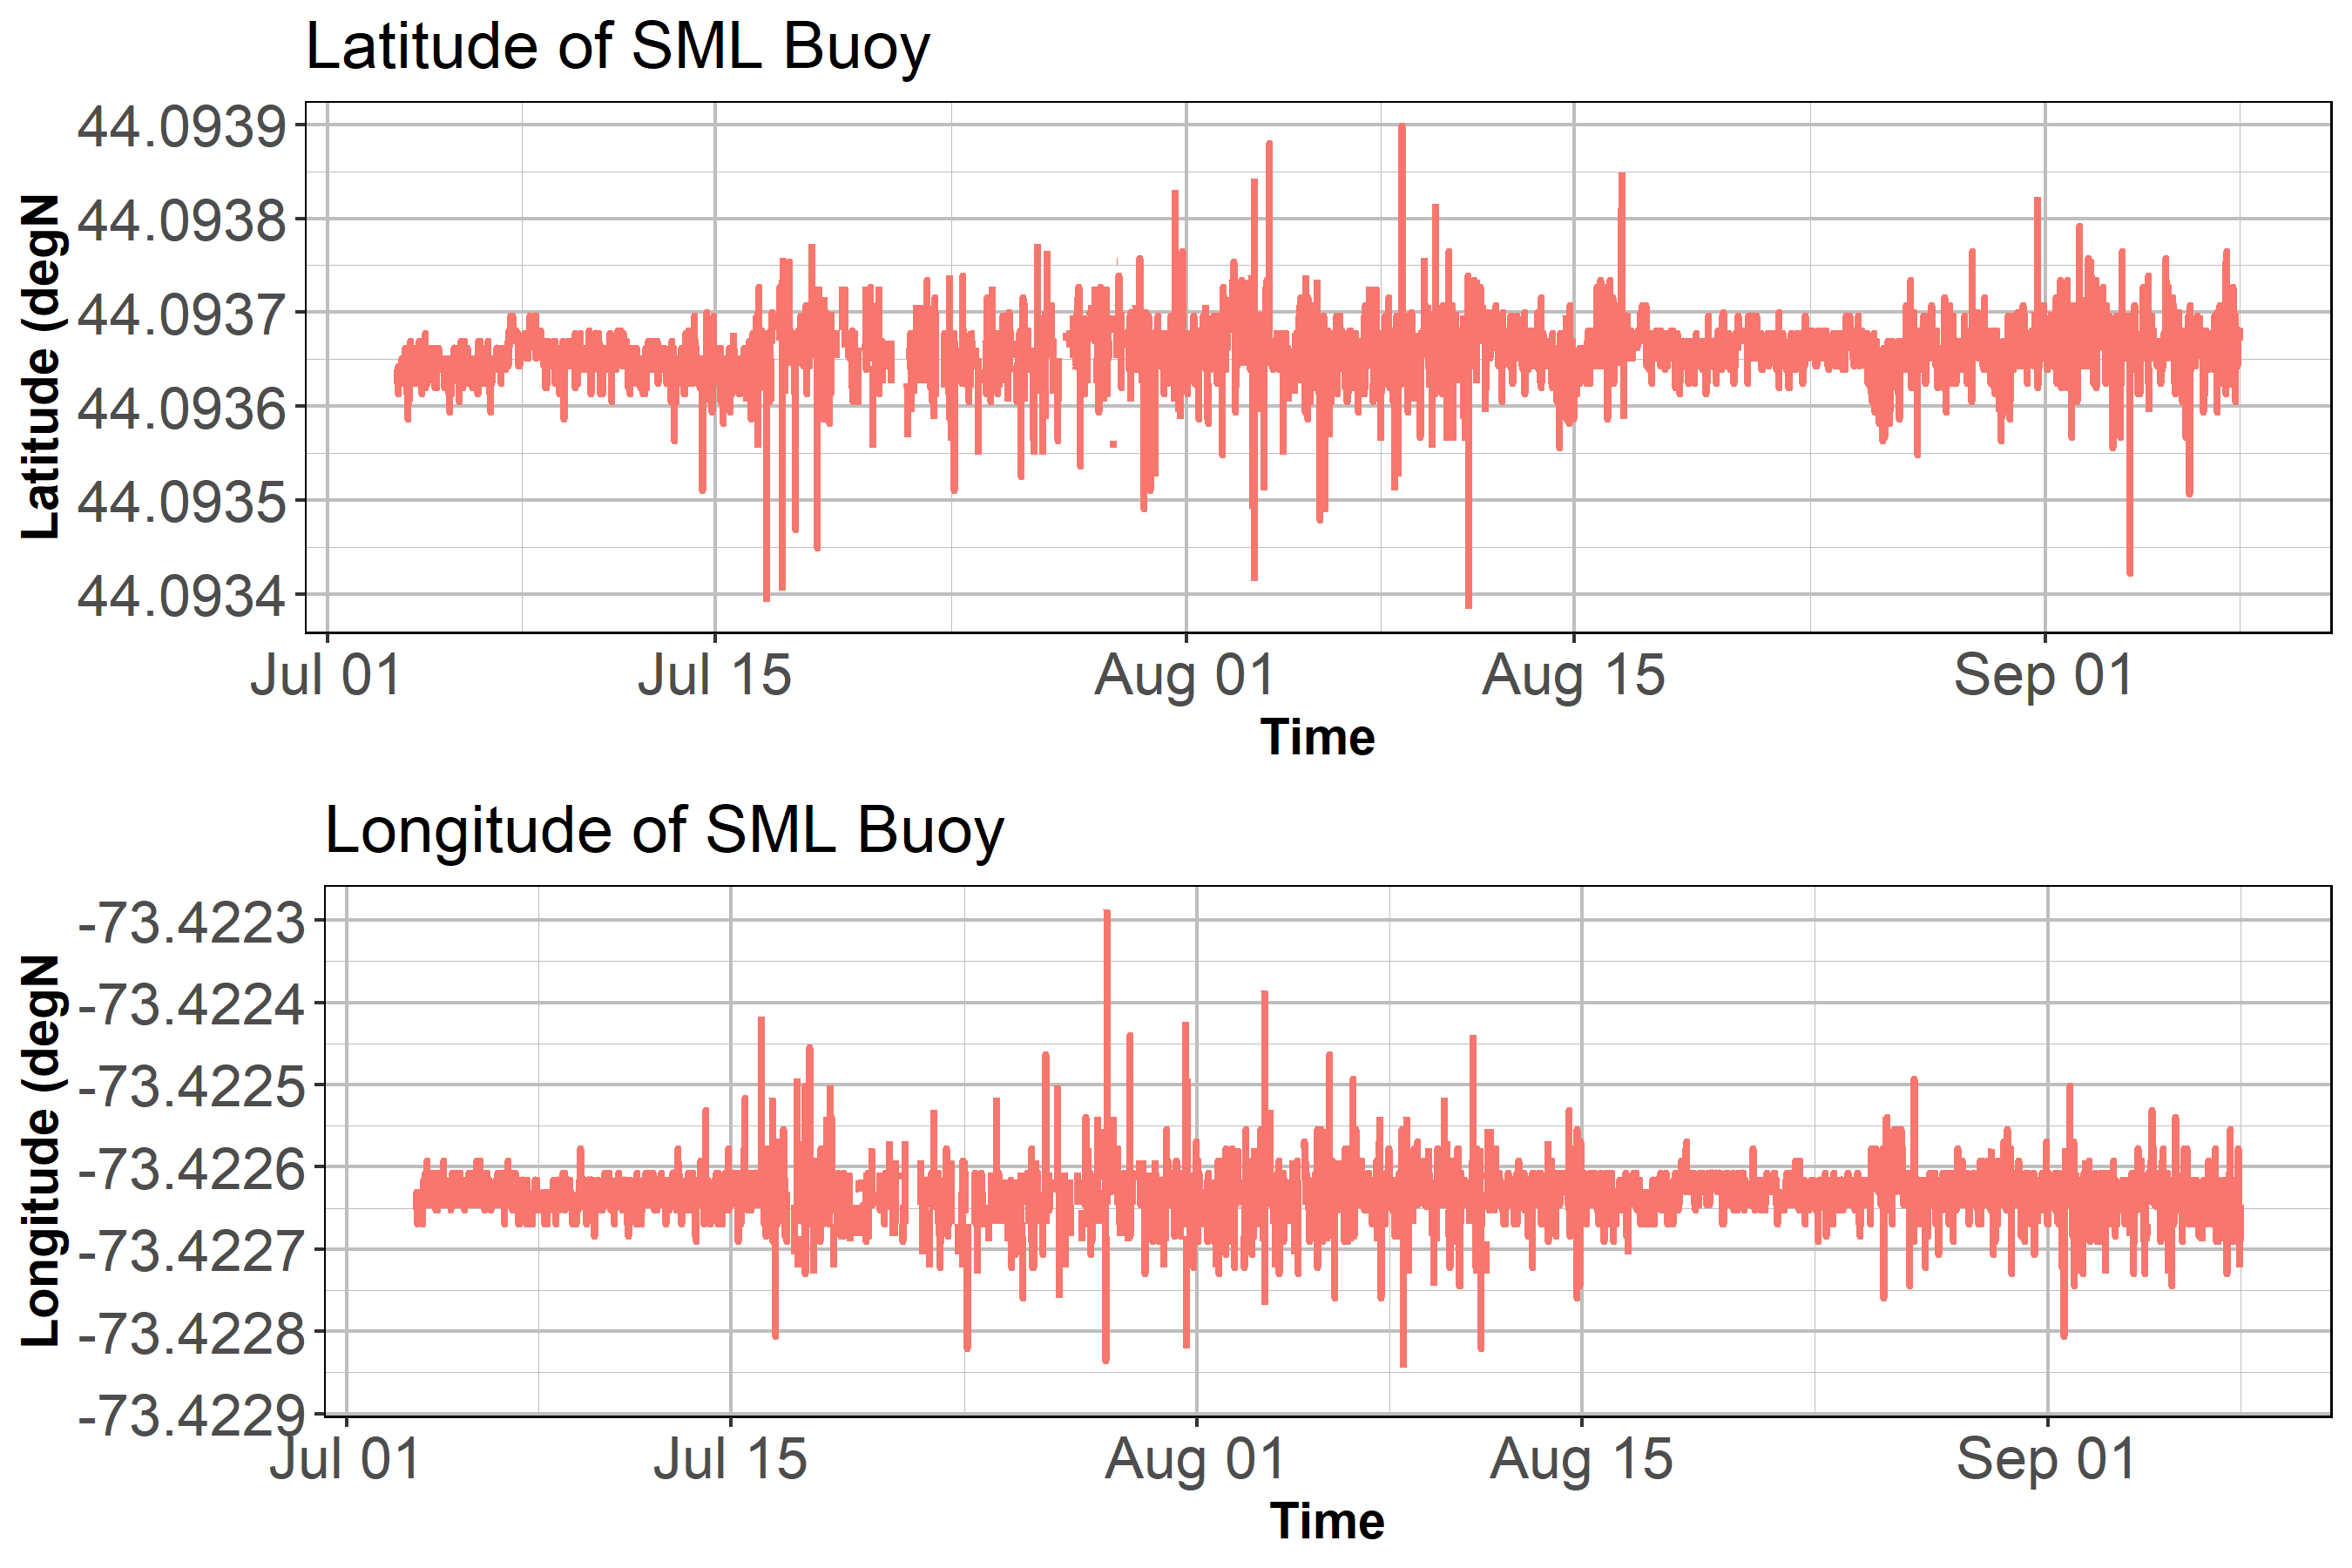 Latitude of SML Buoy
Latitude (degN
44.0939
44.0938
44.0937
44.0936
44.0935
44.0934
Jul 01 Jul 15 Aug 01 Aug 15 Sep 01
Time
Longitude of SML Buoy
Longitude (degN
-73.4223
-73.4224
-73.4225
-73.4226
-73.4227
-73.4228
-73.4229
Jul 01 Jul 15 Aug 01 Aug 15 Sep 01
Time